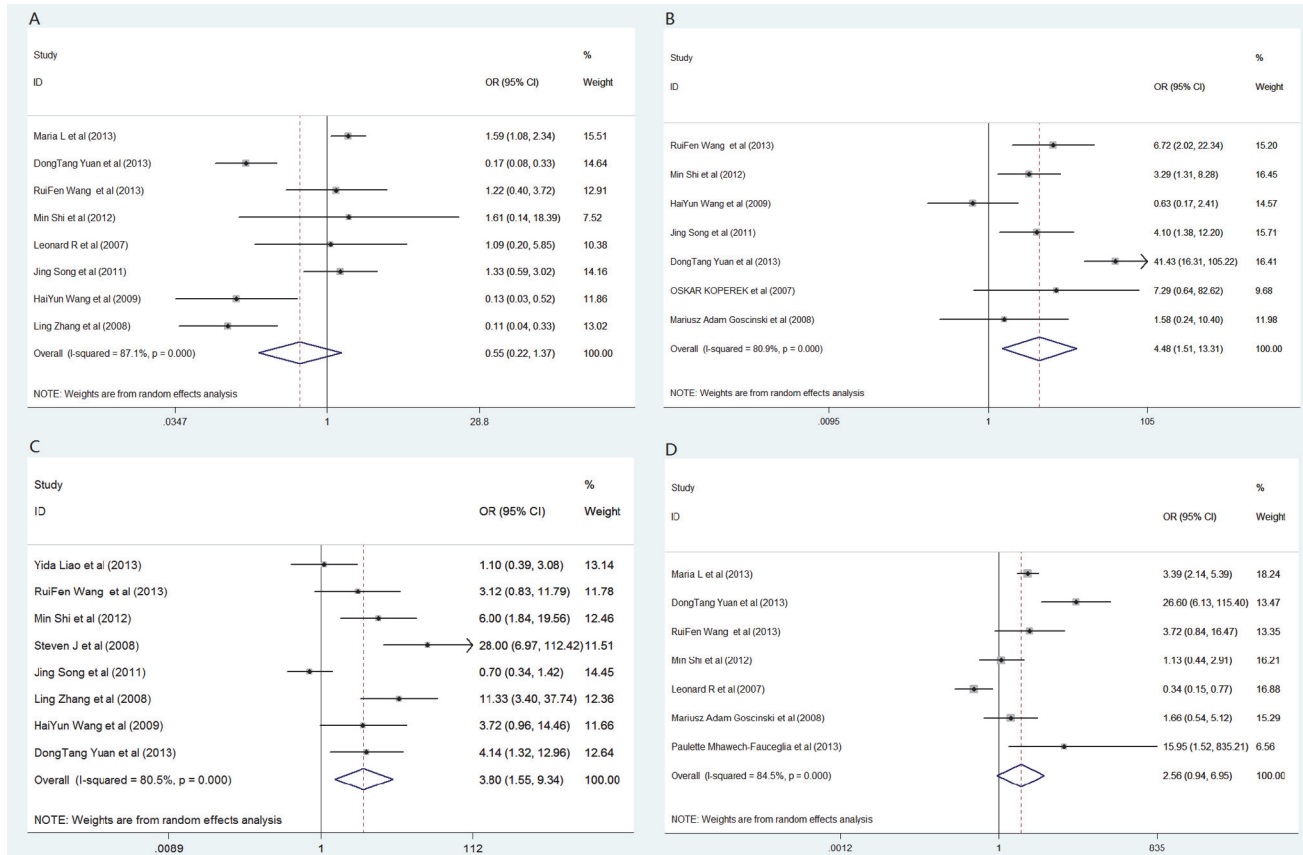 A
Study %
ID OR (95% CI) Weight
Maria L et al (2013) 1.59 (1.08, 2.34) 15.51
DongTang Yuan et al (2013) 0.17 (0.08, 0.33) 14.64
RuiFen Wang et al (2013) 1.22 (0.40, 3.72) 12.91
Min Shi et al (2012) 1.61 (0.14, 18.39) 7.52
Leonard R et al (2007) 1.09 (0.20, 5.85) 10.38
Jing Song et al (2011) 1.33 (0.59, 3.02) 14.16
HaiYun Wang et al (2009) 0.13 (0.03, 0.52) 11.86
Ling Zhang et al (2008) 0.11 (0.04, 0.33) 13.02
Overall (I-squared = 87.1%, p = 0.000) 0.55 (0.22, 1.37) 100.00
NOTE: Weights are from random effects analysis
.0347 1 28.8
B
Study %
ID OR (95% CI) Weight
RuiFen Wang et al (2013) 6.72 (2.02, 22.34) 15.20
Min Shi et al (2012) 3.29 (1.31, 8.28) 16.45
HaiYun Wang et al (2009) 0.63 (0.17, 2.41) 14.57
Jing Song et al (2011) 4.10 (1.38, 12.20) 15.71
DongTang Yuan et al (2013) 41.43 (16.31, 105.22) 16.41
OSKAR KOPEREK et al (2007) 7.29 (0.64, 82.62) 9.68
Mariusz Adam Goscinski et al (2008) 1.58 (0.24, 10.40) 11.98
Overall (I-squared = 80.9%, p = 0.000) 4.48 (1.51, 13.31) 100.00
NOTE: Weights are from random effects analysis
.0095 1 105
C
Study %
ID OR (95% CI) Weight
Yida Liao et al (2013) 1.10 (0.39, 3.08) 13.14
RuiFen Wang et al (2013) 3.12 (0.83, 11.79) 11.78
Min Shi et al (2012) 6.00 (1.84, 19.56) 12.46
Steven J et al (2008) 28.00 (6.97, 112.42) 11.51
Jing Song et al (2011) 0.70 (0.34, 1.42) 14.45
Ling Zhang et al (2008) 11.33 (3.40, 37.74) 12.36
HaiYun Wang et al (2009) 3.72 (0.96, 14.46) 11.66
DongTang Yuan et al (2013) 4.14 (1.32, 12.96) 12.64
Overall (I-squared = 80.5%, p = 0.000) 3.80 (1.55, 9.34) 100.00
NOTE: Weights are from random effects analysis
.0089 1 112
D
Study %
ID OR (95% CI) Weight
Maria L et al (2013) 3.39 (2.14, 5.39) 18.24
DongTang Yuan et al (2013) 26.60 (6.13, 115.40) 13.47
RuiFen Wang et al (2013) 3.72 (0.84, 16.47) 13.35
Min Shi et al (2012) 1.13 (0.44, 2.91) 16.21
Leonard R et al (2007) 0.34 (0.15, 0.77) 16.88
Mariusz Adam Goscinski et al (2008) 1.66 (0.54, 5.12) 15.29
Paulette Mhawech-Fauceglia et al (2013) 15.95 (1.52, 835.21) 6.56
Overall (I-squared = 84.5%, p = 0.000) 2.56 (0.94, 6.95) 100.00
NOTE: Weights are from random effects analysis
.0012 1 835